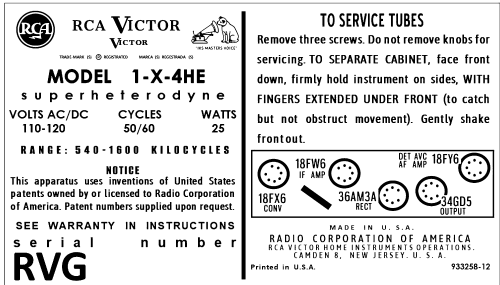 RCA
RCA VICTOR
VICTOR
"HIS MASTERS VOICE"
TRADE MARK (S) ® REGISTERED MARCA (S) REGISTRADA (S)
MODEL 1-X-4HE
superheterodyne
VOLTS AC/DC CYCLES WATTS
110-120 50/60 25
RANGE: 540-1600 KILOCYCLES
NOTICE
This apparatus uses inventions of United States
patents owned by or licensed to Radio Corporation
of America. Patent numbers supplied upon request.
SEE WARRANTY IN INSTRUCTIONS
serial number
RVG
TO SERVICE TUBES
Remove three screws. Do not remove knobs for
servicing. TO SEPARATE CABINET, face front
down, firmly hold instrument on sides, WITH
FINGERS EXTENDED UNDER FRONT (to catch
but not obstruct movement). Gently shake
front out.
18FX6
CONV
18FW6
IF AMP
36AM3A
RECT
DET AVC
AF AMP
18FY6
34GD5
OUTPUT
MADE IN U. S. A.
RADIO CORPORATION OF AMERICA
RCA VICTOR HOME INSTRUMENTS OPERATIONS.
CAMDEN 8, NEW JERSEY. U. S. A.
Printed in U.S.A. 933258-12